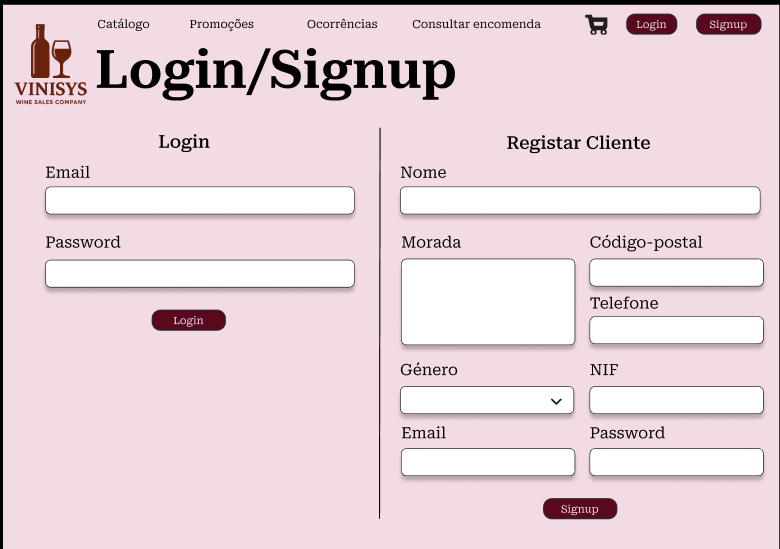 Catálogo Promoções Ocorrências Consultar encomenda Login Signup
VINISYS
WINE SALES COMPANY
Login/Signup
Login
Email
Password
Login
Registar Cliente
Nome
Morada Código-postal
Telefone
Género NIF
Email Password
Signup